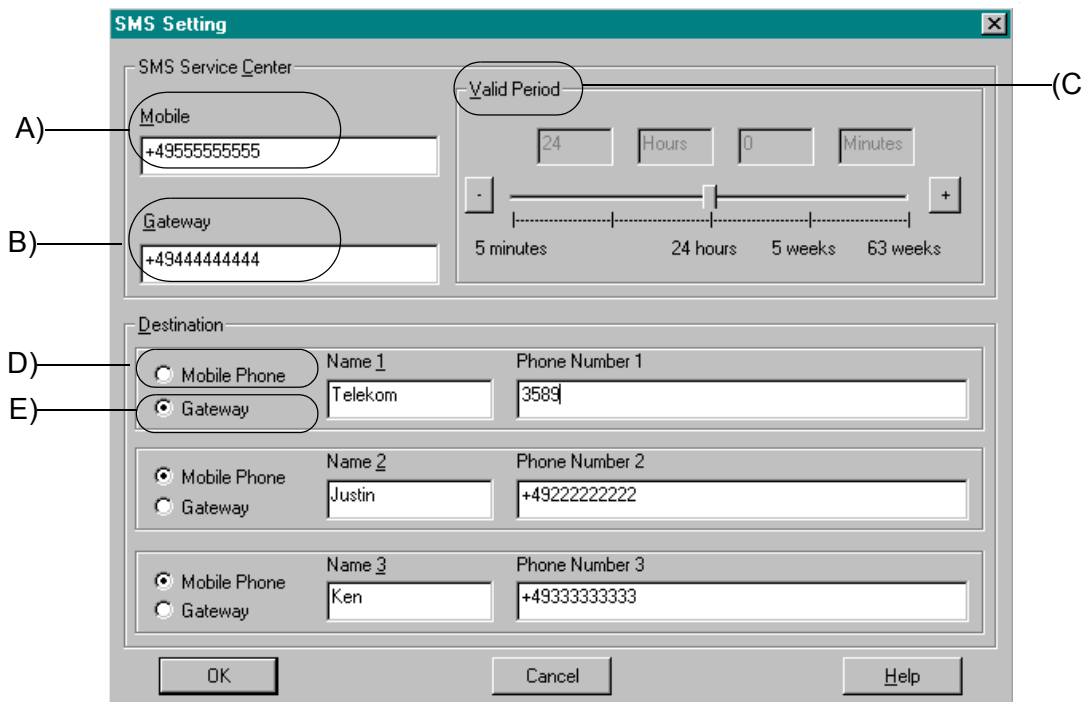 SMS Setting
SMS Service Center
Valid Period
(C
A)
Mobile
+49555555555
24 Hours 0 Minutes
- +
B)
Gateway
+49444444444
5 minutes 24 hours 5 weeks 63 weeks
Destination
D)
Mobile Phone
Name 1
Phone Number 1
E)
Gateway
Telekom
3589
Mobile Phone
Name 2
Phone Number 2
Gateway
Justin
+49222222222
Mobile Phone
Name 3
Phone Number 3
Gateway
Ken
+49333333333
OK
Cancel
Help